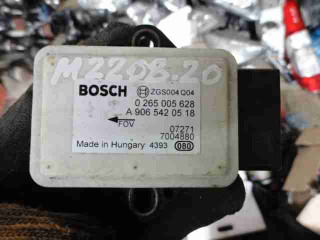 M2208.20
BOSCH ZGS004 Q04
0 265 005 628
A 906 542 05 18
FOV
07271
7004880
Made in Hungary 4393 080